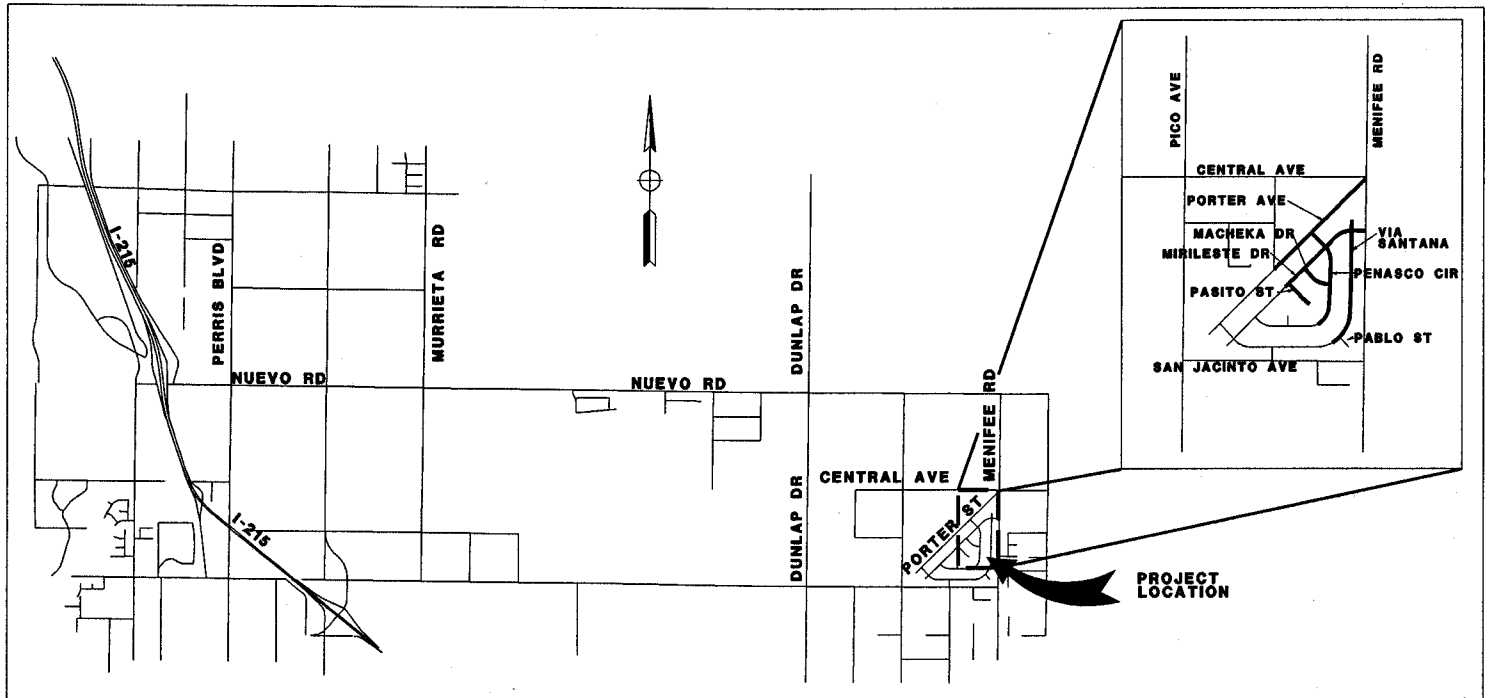 I-215
PERRIS BLVD
MURRIETA RD
NUEVO RD
NUEVO RD
DUNLAP DR
DUNLAP DR
CENTRAL AVE
MENIFEE RD
PORTER ST
I-215
PROJECT
LOCATION
PICO AVE
MENIFEE RD
CENTRAL AVE
PORTER AVE
MACHEKA DR
MIRILESTE DR
VIA
SANTANA
PENASCO CIR
PASITO ST
PABLO ST
SAN JACINTO AVE